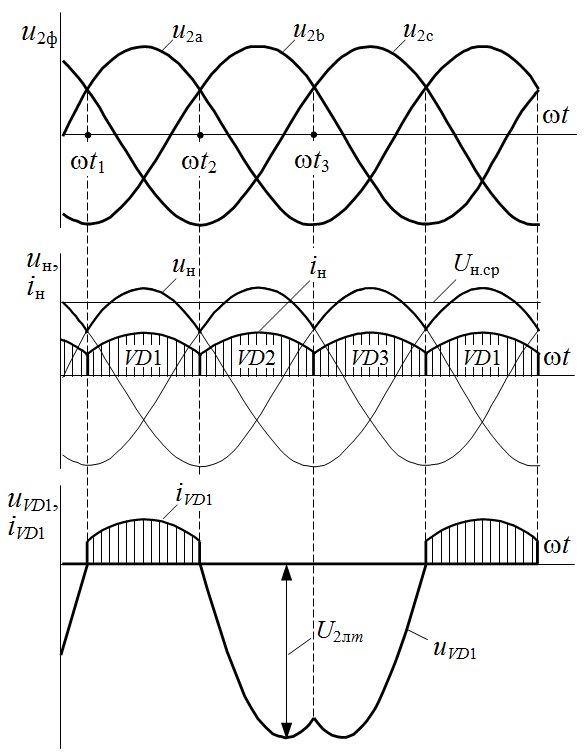 u2ф u2a u2b u2c ωt
ωt1 ωt2 ωt3
uн, iн uн iн Uн.ср
VD1 VD2 VD3 VD1 ωt
uVD1, iVD1 iVD1 ωt
U2лm uVD1